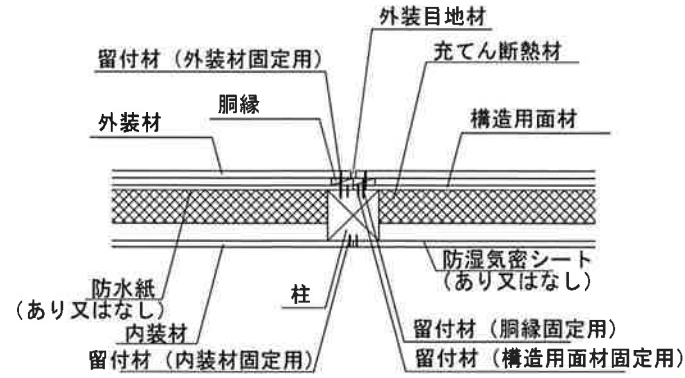 外装目地材
留付材（外装材固定用）
充てん断熱材
胴縁
外装材
構造用面材
防水紙
（あり又はなし）
柱
防湿気密シート
（あり又はなし）
内装材
留付材（胴縁固定用）
留付材（内装材固定用）
留付材（構造用面材固定用）